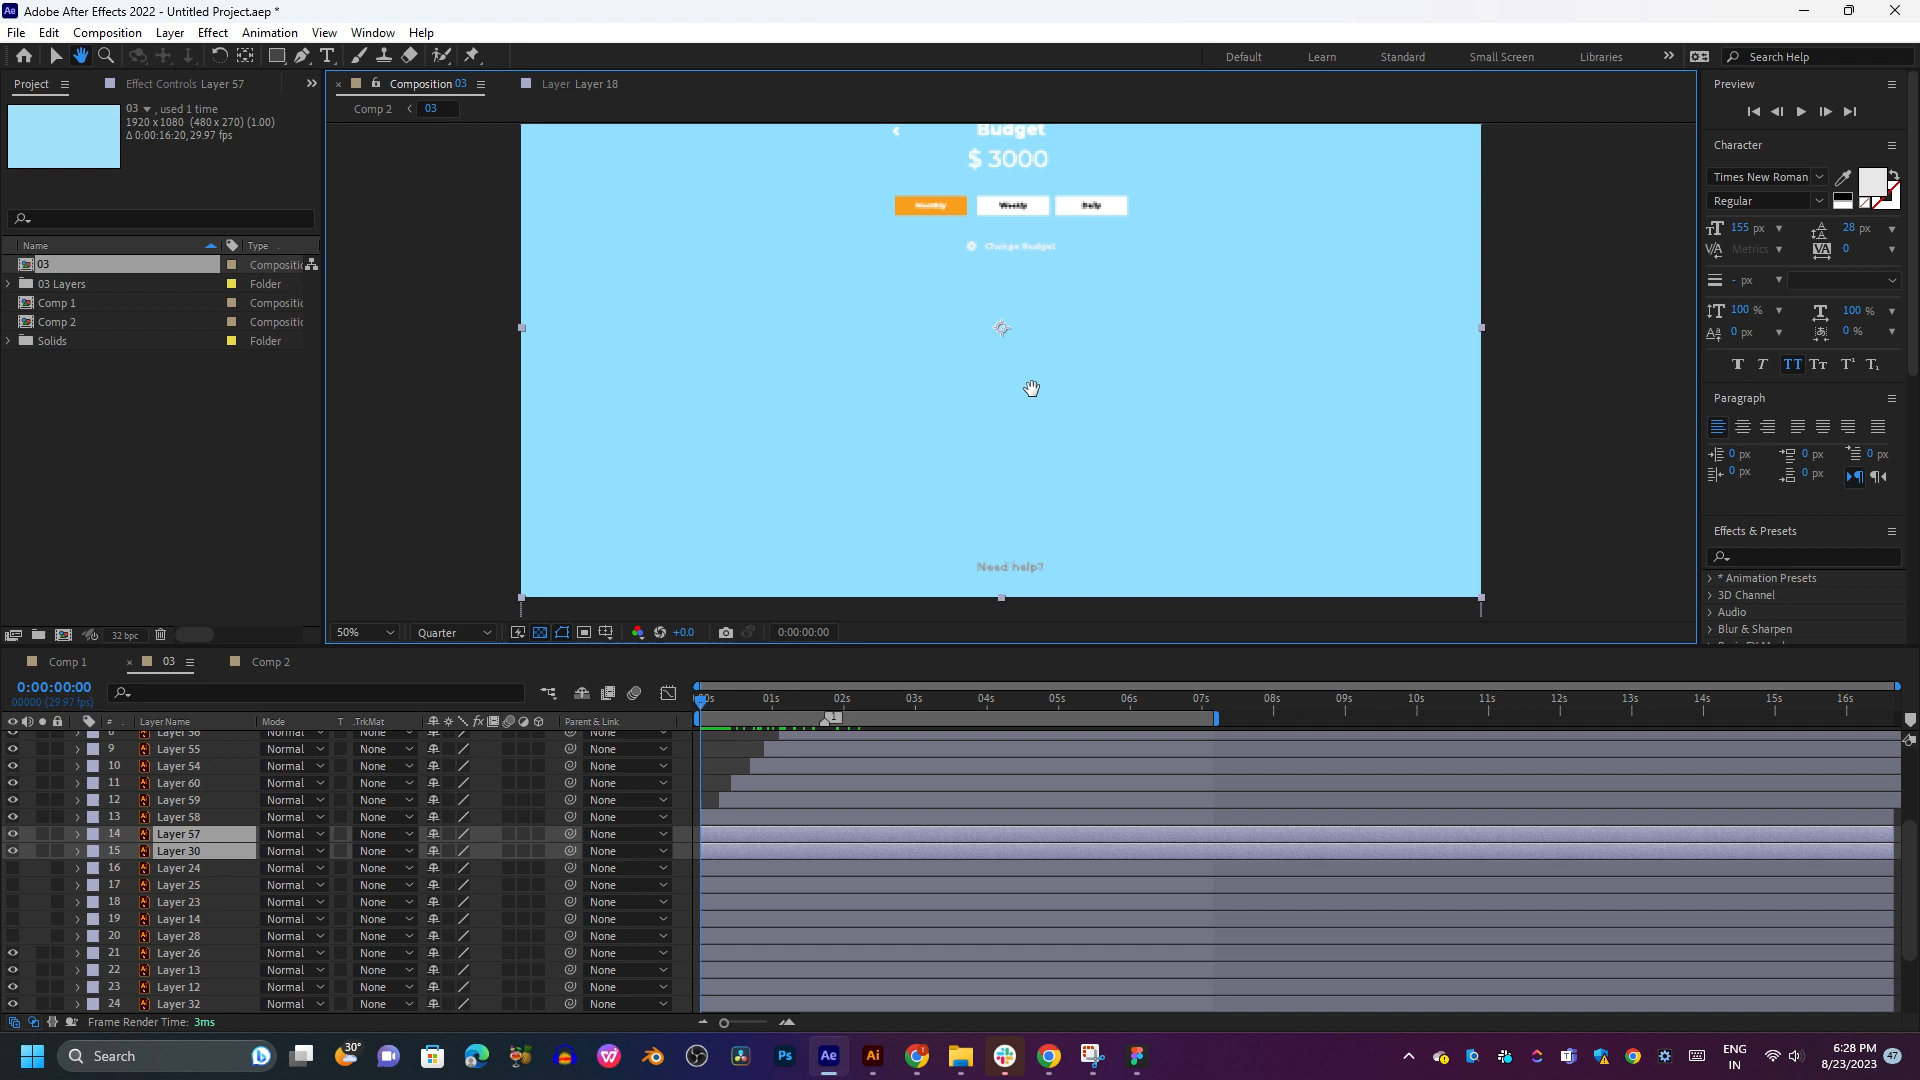 Adobe After Effects 2022 - Untitled Project.aep *
File Edit Composition Layer Effect Animation View Window Help
Default Learn Standard Small Screen Libraries Search Help
Project Effect Controls Layer 57
03 , used 1 time
1920 x 1080 (480 x 270) (1.00)
Δ 0:00:16:20, 29.97 fps
Name Type
03 Compositic
03 Layers Folder
Comp 1 Compositic
Comp 2 Compositic
Solids Folder
32 bpc
Composition 03
Layer Layer 18
Comp 2 03
Budget
$ 3000
Monthly Weekly Daily
Change Budget
Need help?
50% Quarter +0.0 0:00:00:00
Preview
Character
Times New Roman
Regular
155 px 28 px
Metrics 0
- px
100 % 100 %
0 px 0 %
T T TT Tт T¹ T₁
Paragraph
0 px 0 px 0 px
0 px 0 px
Effects & Presets
* Animation Presets
3D Channel
Audio
Blur & Sharpen
Comp 1 03 Comp 2
0:00:00:00
00000 (29.97 fps)
# Layer Name Mode T .TrkMat Parent & Link
00s 01s 02s 03s 04s 05s 06s 07s 08s 09s 10s 11s 12s 13s 14s 15s 16s
1
8 Layer 56 Normal None None
9 Layer 55 Normal None None
10 Layer 54 Normal None None
11 Layer 60 Normal None None
12 Layer 59 Normal None None
13 Layer 58 Normal None None
14 Layer 57 Normal None None
15 Layer 30 Normal None None
16 Layer 24 Normal None None
17 Layer 25 Normal None None
18 Layer 23 Normal None None
19 Layer 14 Normal None None
20 Layer 28 Normal None None
21 Layer 26 Normal None None
22 Layer 13 Normal None None
23 Layer 12 Normal None None
24 Layer 32 Normal None None
Frame Render Time: 3ms
Search
30°
ENG
IN
6:28 PM
8/23/2023
47